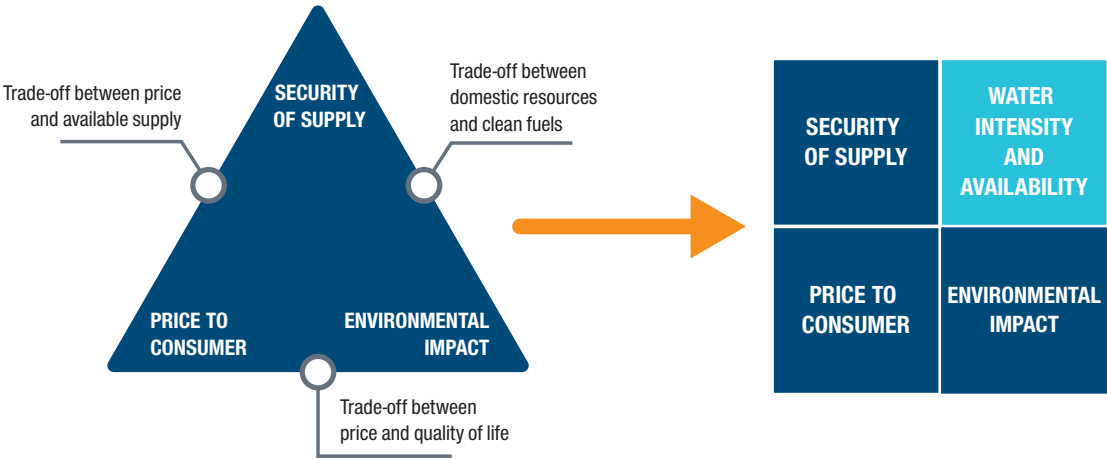 Trade-off between price
and available supply
SECURITY
OF SUPPLY
Trade-off between
domestic resources
and clean fuels
PRICE TO
CONSUMER
ENVIRONMENTAL
IMPACT
Trade-off between
price and quality of life
SECURITY
OF SUPPLY
WATER
INTENSITY
AND
AVAILABILITY
PRICE TO
CONSUMER
ENVIRONMENTAL
IMPACT